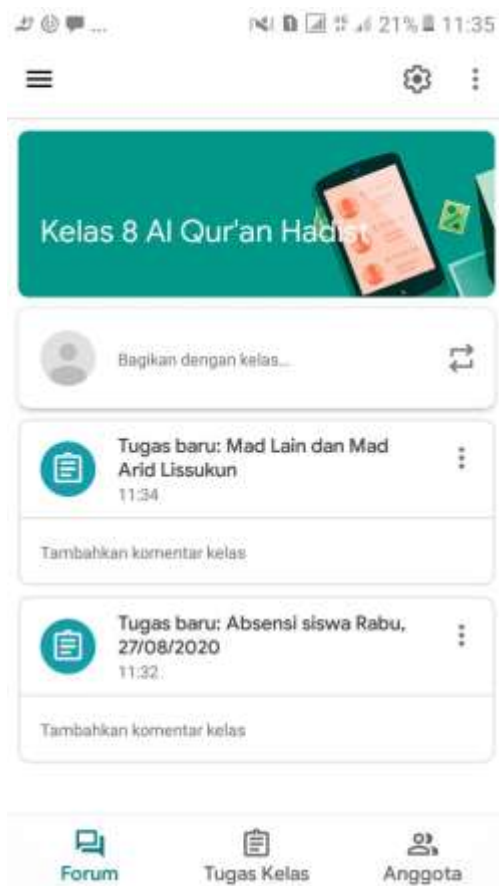 21% 11:35
Kelas 8 Al Qur'an Hadist
Bagikan dengan kelas...
Tugas baru: Mad Lain dan Mad
Arid Lissukun
11:34
Tambahkan komentar kelas
Tugas baru: Absensi siswa Rabu,
27/08/2020
11:32
Tambahkan komentar kelas
Forum Tugas Kelas Anggota